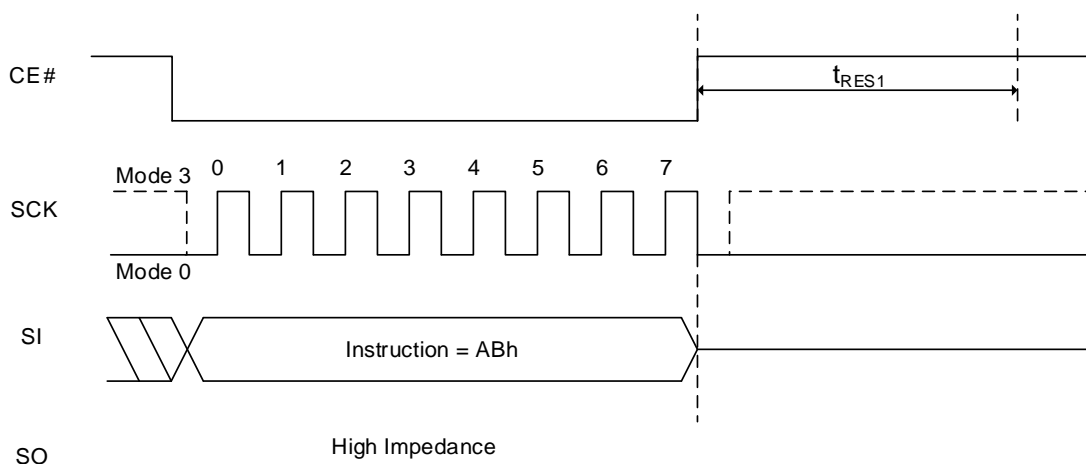 CE#
tRES1
Mode 3
0 1 2 3 4 5 6 7
SCK
Mode 0
SI
Instruction = ABh
High Impedance
SO